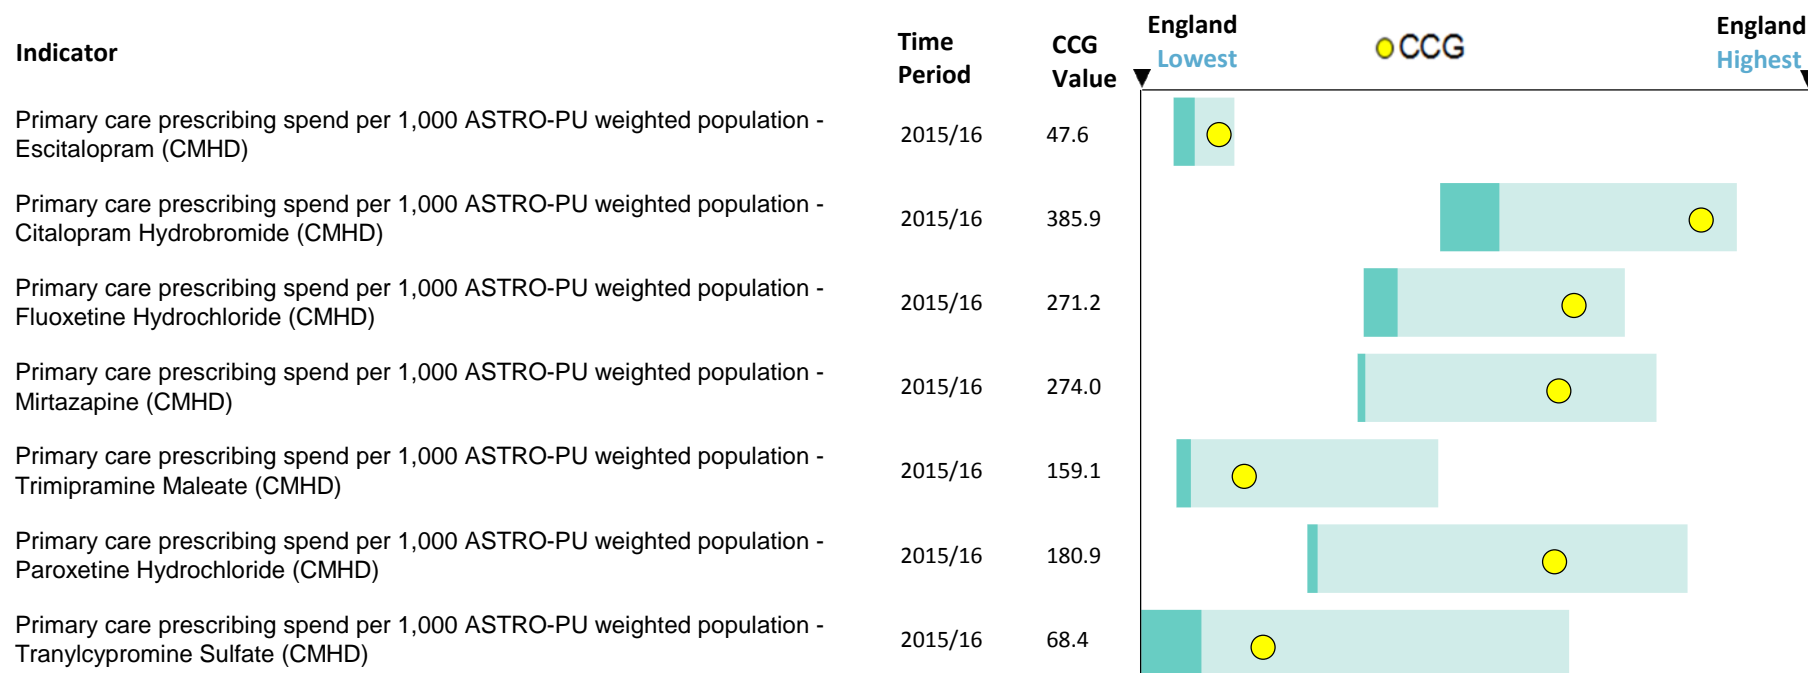 Indicator
Time
Period
CCG
Value
England
Lowest
CCG
England
Highest
Primary care prescribing spend per 1,000 ASTRO-PU weighted population -
Escitalopram (CMHD)
2015/16
47.6
Primary care prescribing spend per 1,000 ASTRO-PU weighted population -
Citalopram Hydrobromide (CMHD)
2015/16
385.9
Primary care prescribing spend per 1,000 ASTRO-PU weighted population -
Fluoxetine Hydrochloride (CMHD)
2015/16
271.2
Primary care prescribing spend per 1,000 ASTRO-PU weighted population -
Mirtazapine (CMHD)
2015/16
274.0
Primary care prescribing spend per 1,000 ASTRO-PU weighted population -
Trimipramine Maleate (CMHD)
2015/16
159.1
Primary care prescribing spend per 1,000 ASTRO-PU weighted population -
Paroxetine Hydrochloride (CMHD)
2015/16
180.9
Primary care prescribing spend per 1,000 ASTRO-PU weighted population -
Tranylcypromine Sulfate (CMHD)
2015/16
68.4